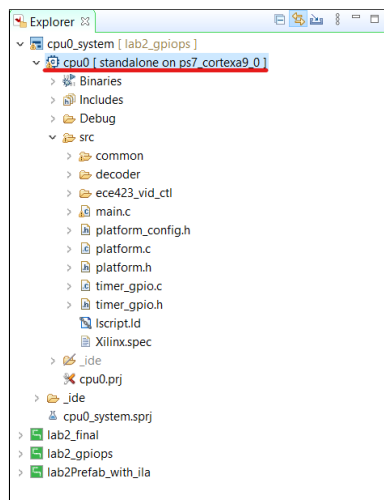 Explorer
cpu0_system [ lab2_gpiops ]
cpu0 [ standalone on ps7_cortexa9_0 ]
Binaries
Includes
Debug
src
common
decoder
ece423_vid_ctl
main.c
platform_config.h
platform.c
platform.h
timer_gpio.c
timer_gpio.h
lscript.ld
Xilinx.spec
_ide
cpu0.prj
_ide
cpu0_system.sprj
lab2_final
lab2_gpiops
lab2Prefab_with_ila